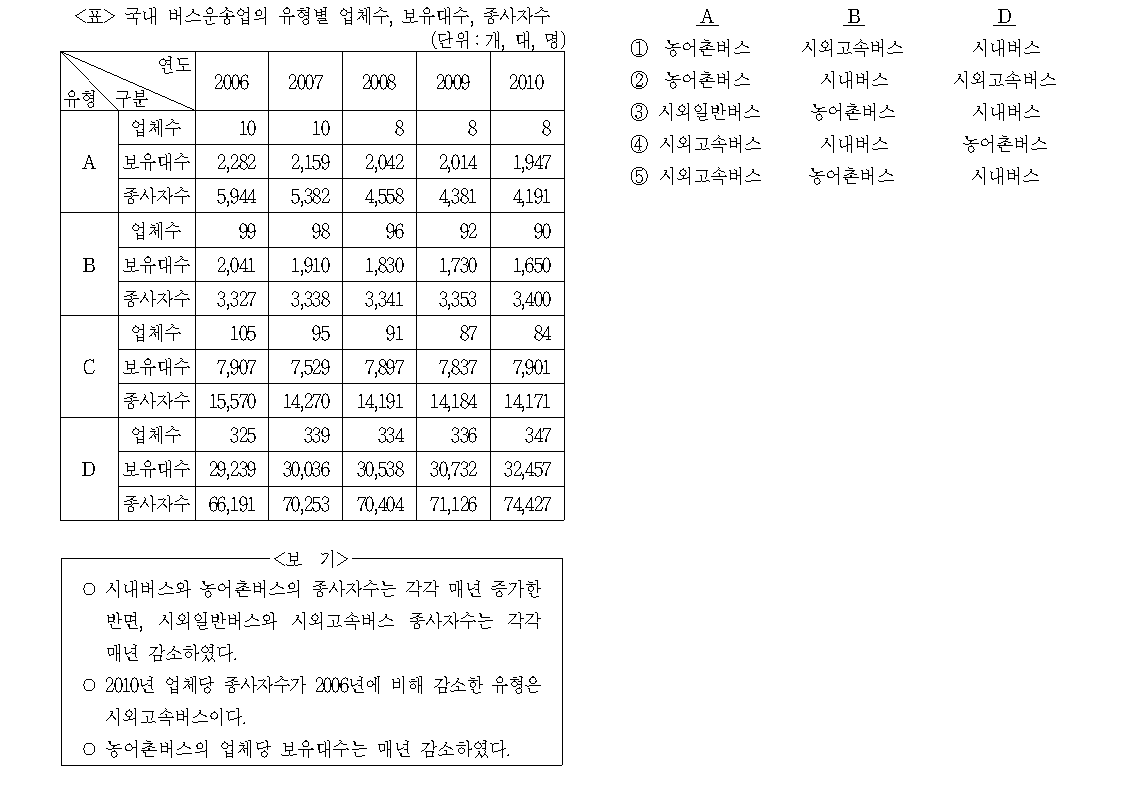 <표> 국내 버스운송업의 유형별 업체수, 보유대수, 종사자수
(단위 : 개, 대, 명)
연도
유형 구분 2006 2007 2008 2009 2010
업체수 10 10 8 8 8
A 보유대수 2,282 2,159 2,042 2,014 1,947
종사자수 5,944 5,382 4,558 4,381 4,191
업체수 99 98 96 92 90
B 보유대수 2,041 1,910 1,830 1,730 1,650
종사자수 3,327 3,338 3,341 3,353 3,400
업체수 105 95 91 87 84
C 보유대수 7,907 7,529 7,897 7,837 7,901
종사자수 15,570 14,270 14,191 14,184 14,171
업체수 325 339 334 336 347
D 보유대수 29,239 30,036 30,538 30,732 32,457
종사자수 66,191 70,253 70,404 71,126 74,427
<보 기>
○ 시내버스와 농어촌버스의 종사자수는 각각 매년 증가한
반면, 시외일반버스와 시외고속버스 종사자수는 각각
매년 감소하였다.
○ 2010년 업체당 종사자수가 2006년에 비해 감소한 유형은
시외고속버스이다.
○ 농어촌버스의 업체당 보유대수는 매년 감소하였다.
A B D
① 농어촌버스 시외고속버스 시내버스
② 농어촌버스 시내버스 시외고속버스
③ 시외일반버스 농어촌버스 시내버스
④ 시외고속버스 시내버스 농어촌버스
⑤ 시외고속버스 농어촌버스 시내버스